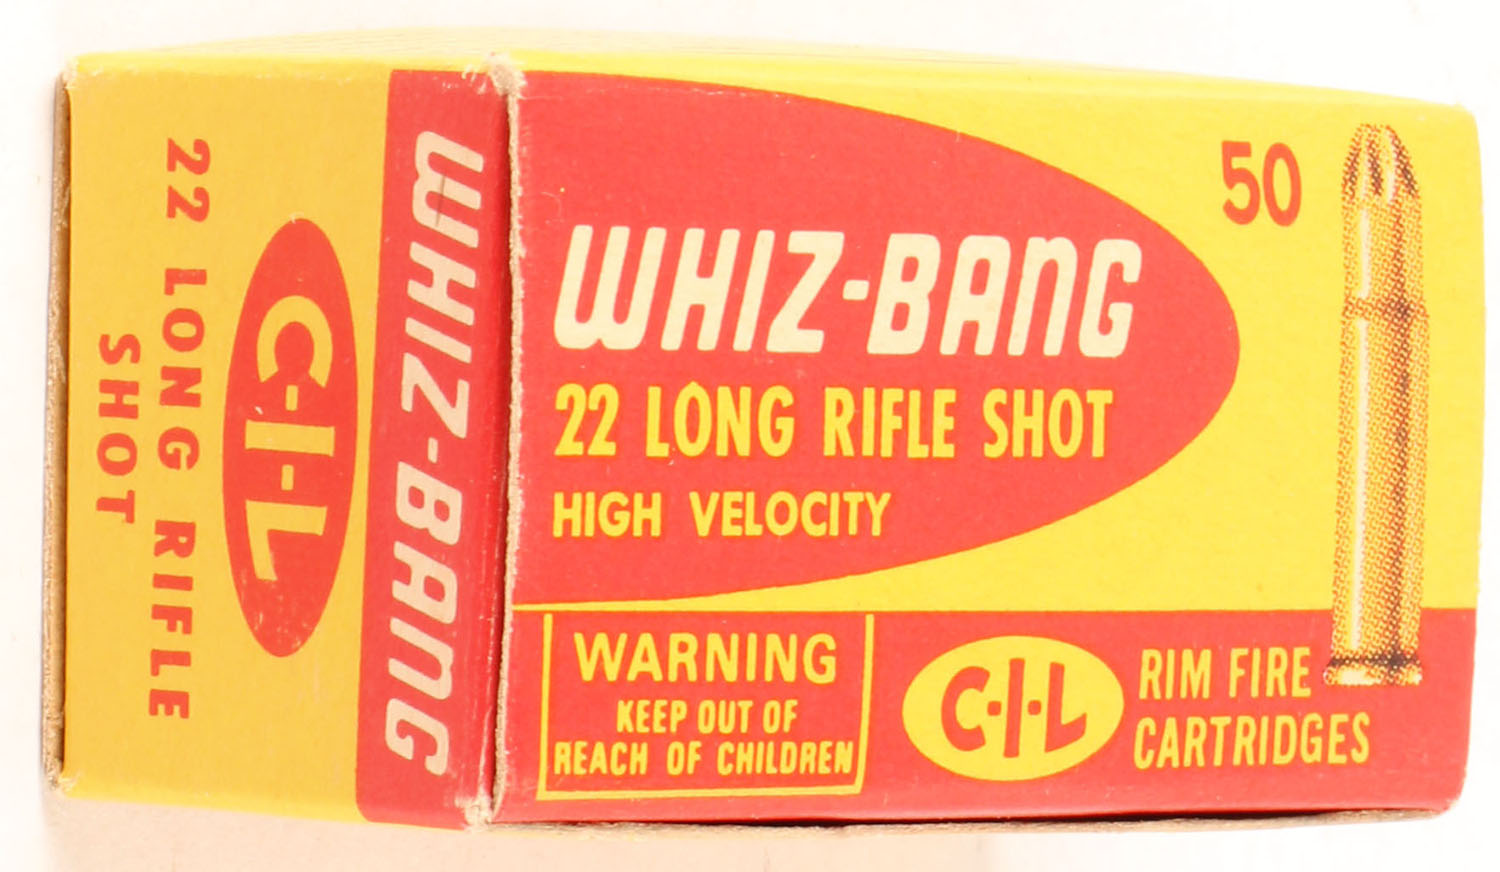 WHIZ-BANG
22 LONG RIFLE SHOT
HIGH VELOCITY
50
WARNING
KEEP OUT OF
REACH OF CHILDREN
C-I-L
RIM FIRE
CARTRIDGES
WHIZ-BANG
C-I-L
22 LONG RIFLE
SHOT